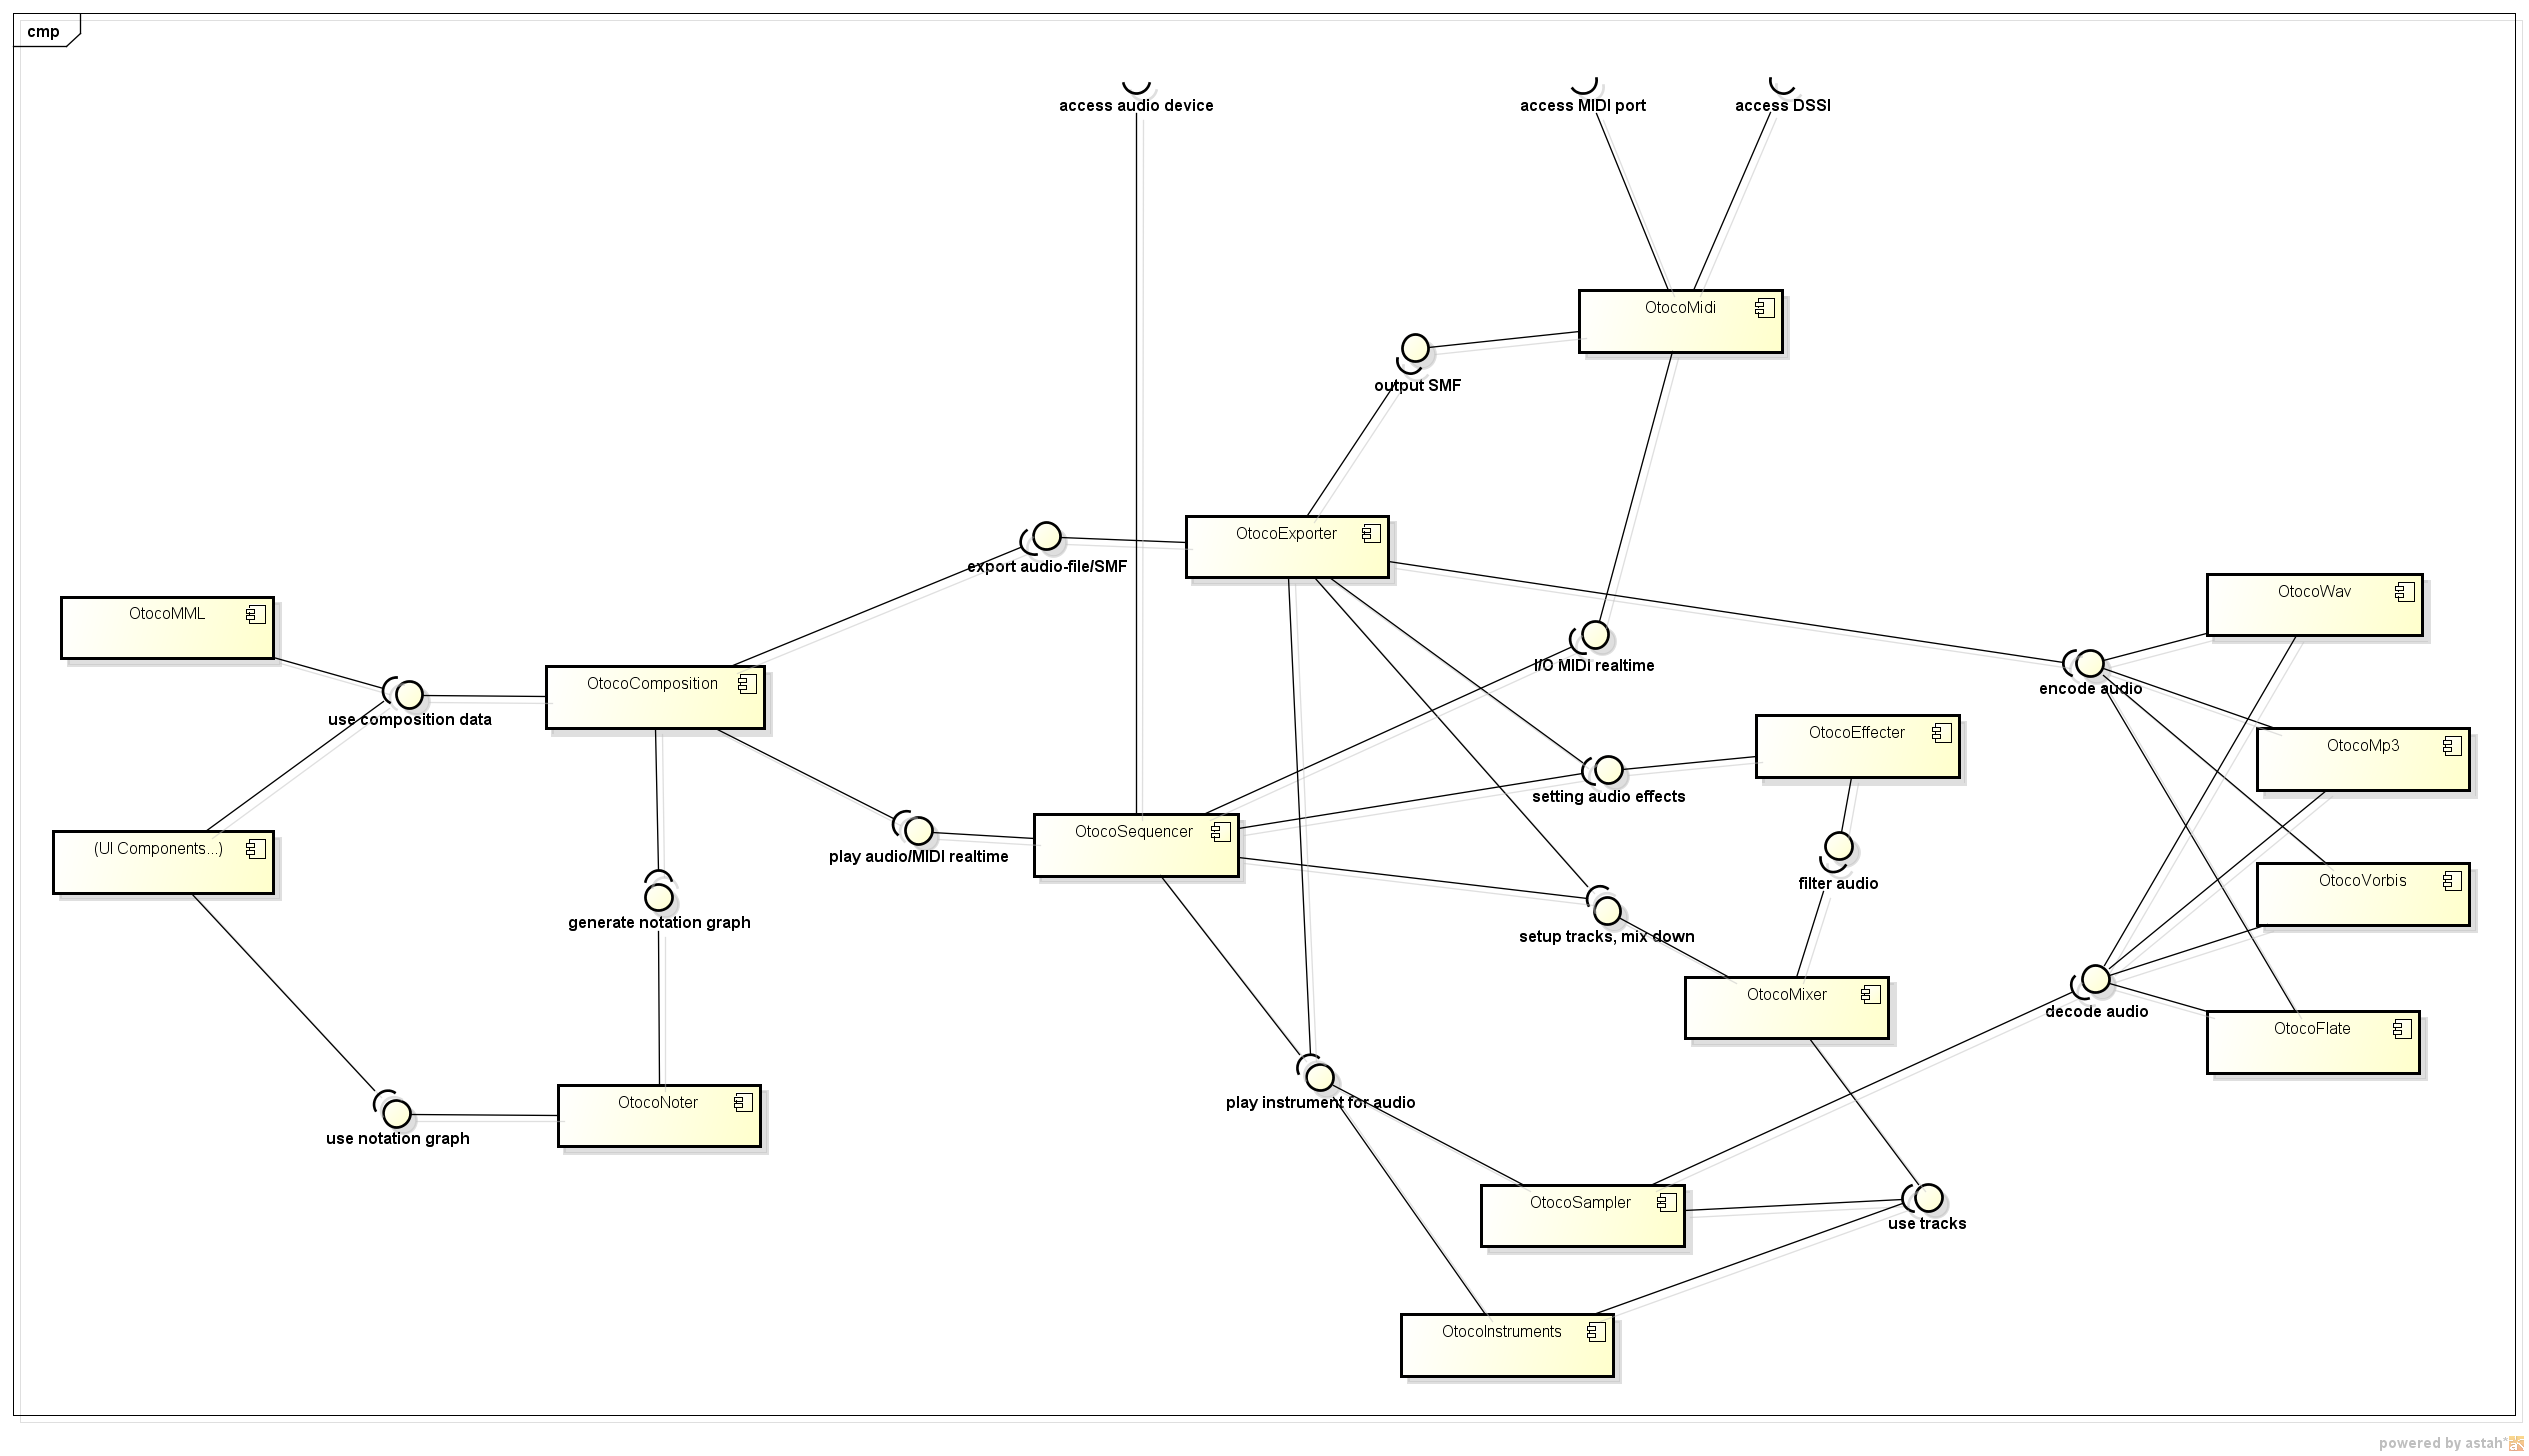 cmp
access audio device
access MIDI port
access DSSI
OtocoMidi
output SMF
OtocoExporter
export audio-file/SMF
OtocoWav
OtocoMML
I/O MIDI realtime
OtocoComposition
encode audio
use composition data
OtocoEffecter
OtocoMp3
setting audio effects
OtocoSequencer
(UI Components...)
play audio/MIDI realtime
OtocoVorbis
filter audio
generate notation graph
setup tracks, mix down
OtocoMixer
decode audio
OtocoFlate
OtocoNoter
play instrument for audio
use notation graph
OtocoSampler
use tracks
OtocoInstruments
powered by astah*